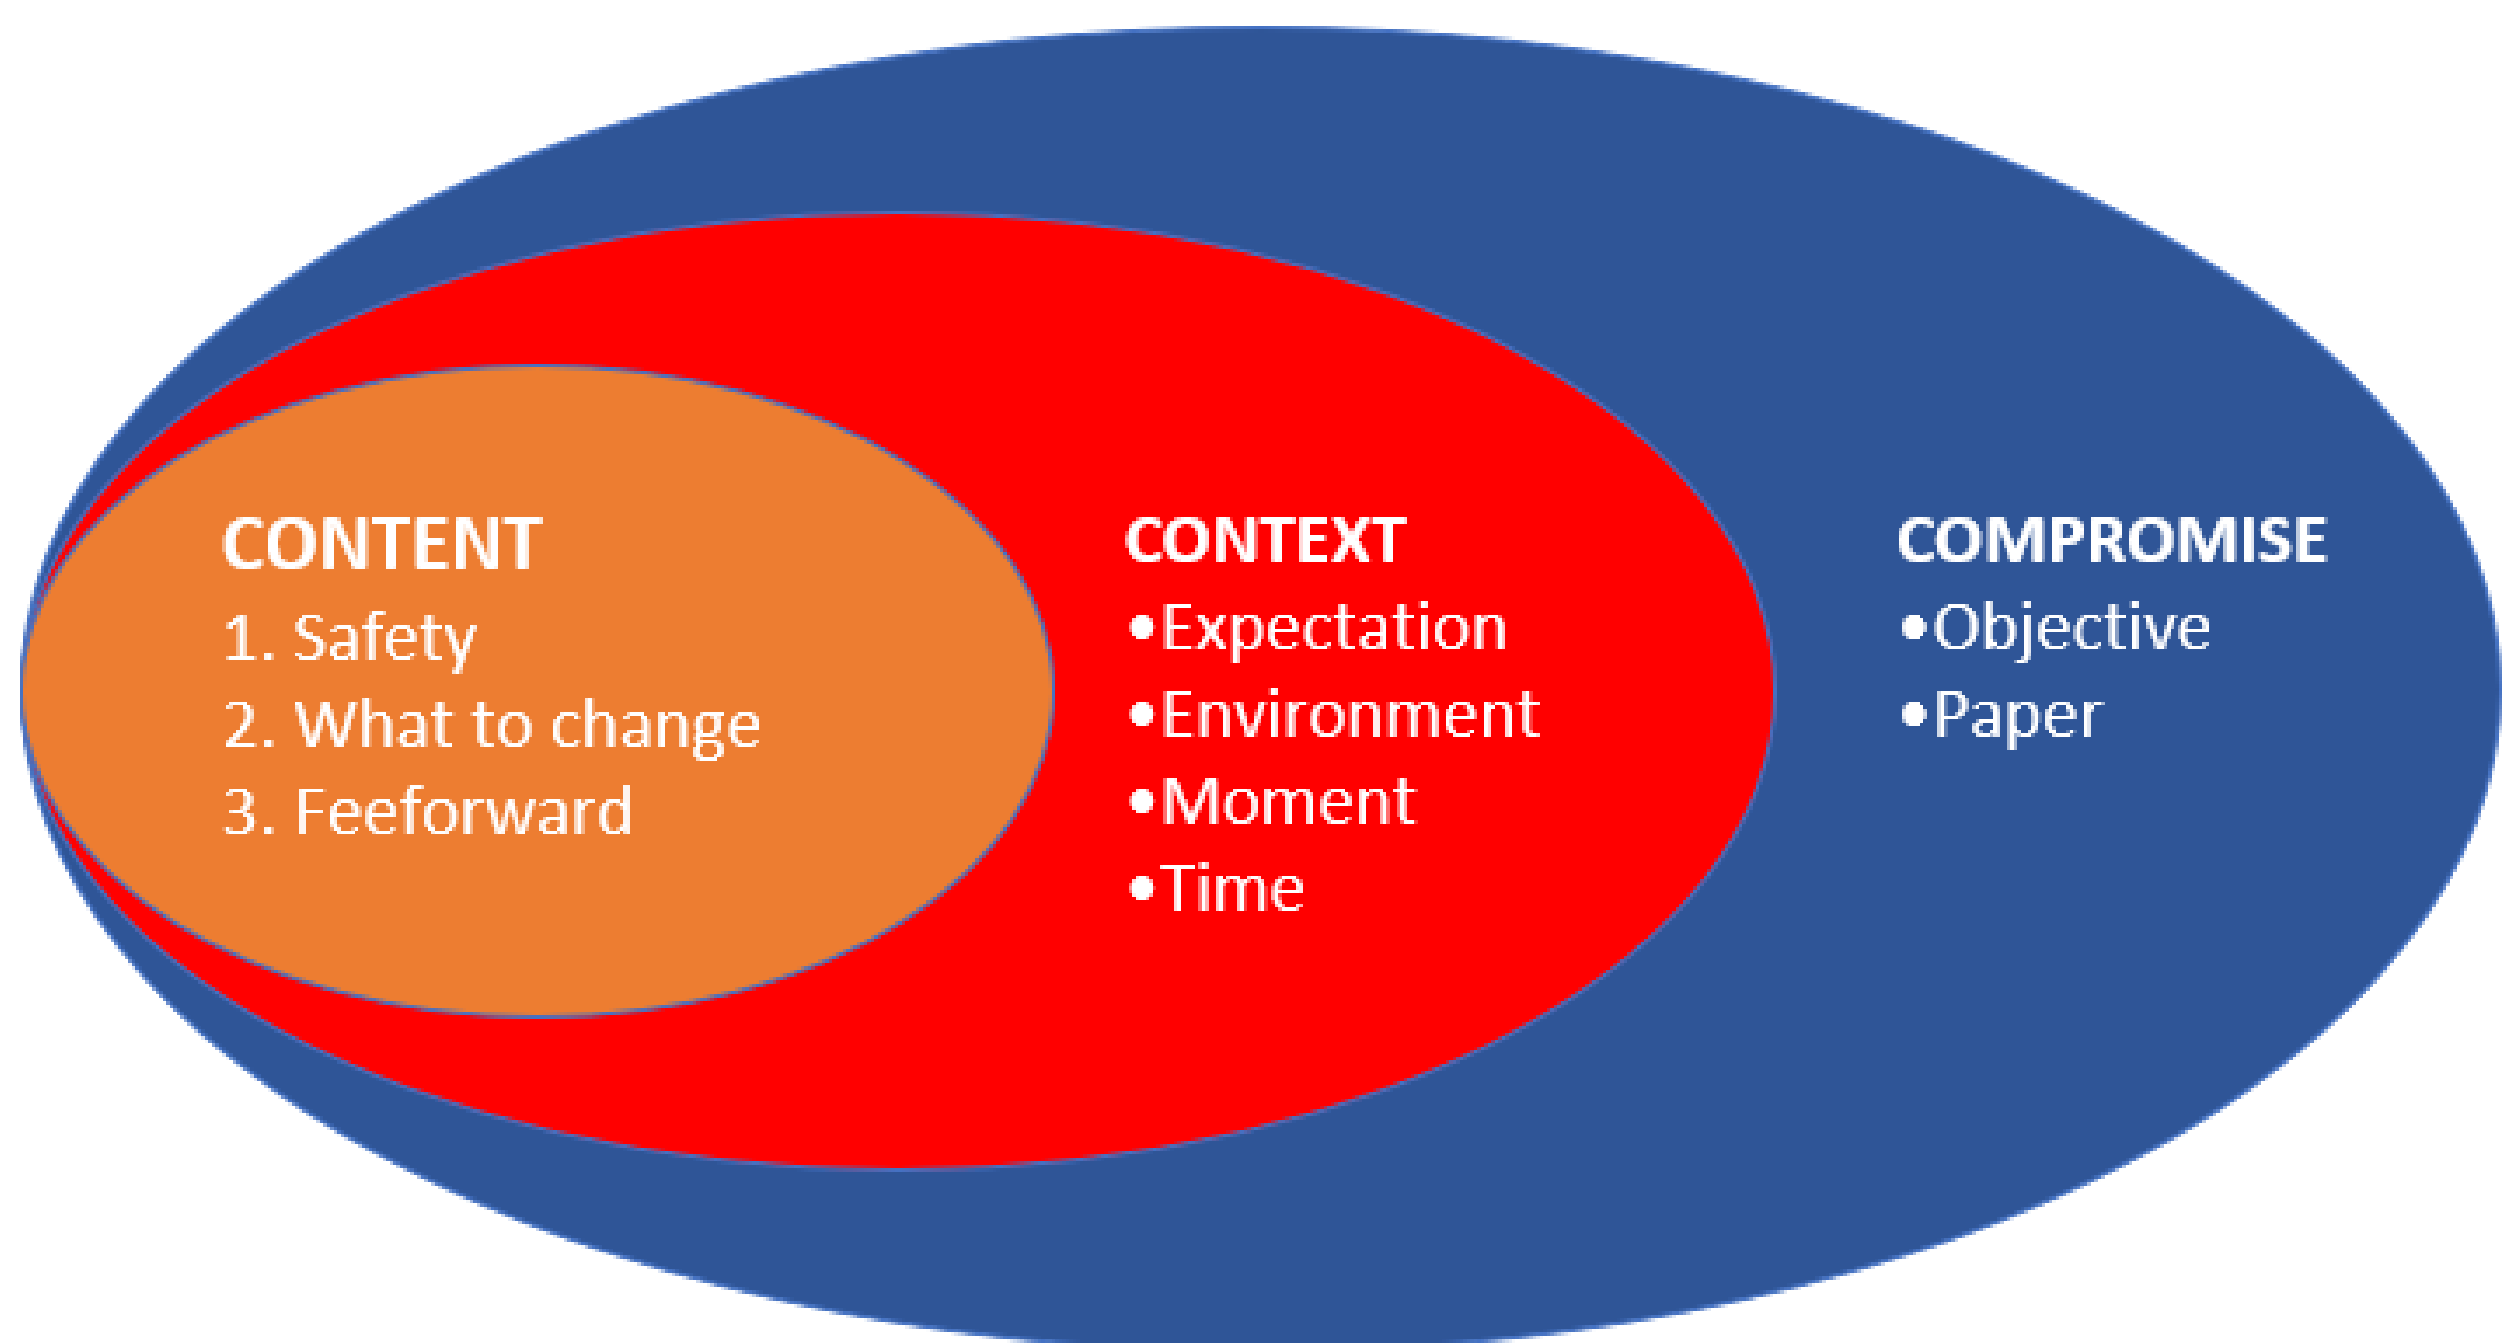 CONTENT
1. Safety
2. What to change
3. Feeforward
CONTEXT
•Expectation
•Environment
•Moment
•Time
COMPROMISE
•Objective
•Paper